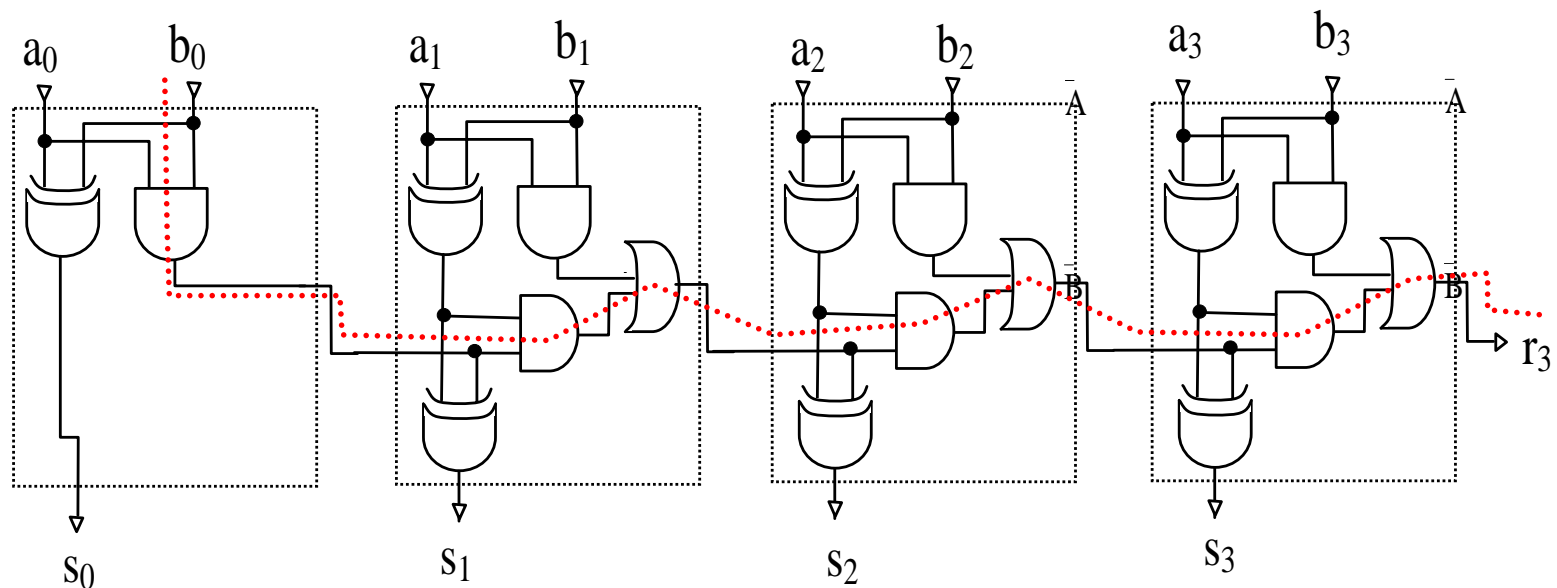 a₀ b₀ a₁ b₁ a₂ b₂ a₃ b₃
Ā Ā
B̄ B̄
r₃
s₀ s₁ s₂ s₃